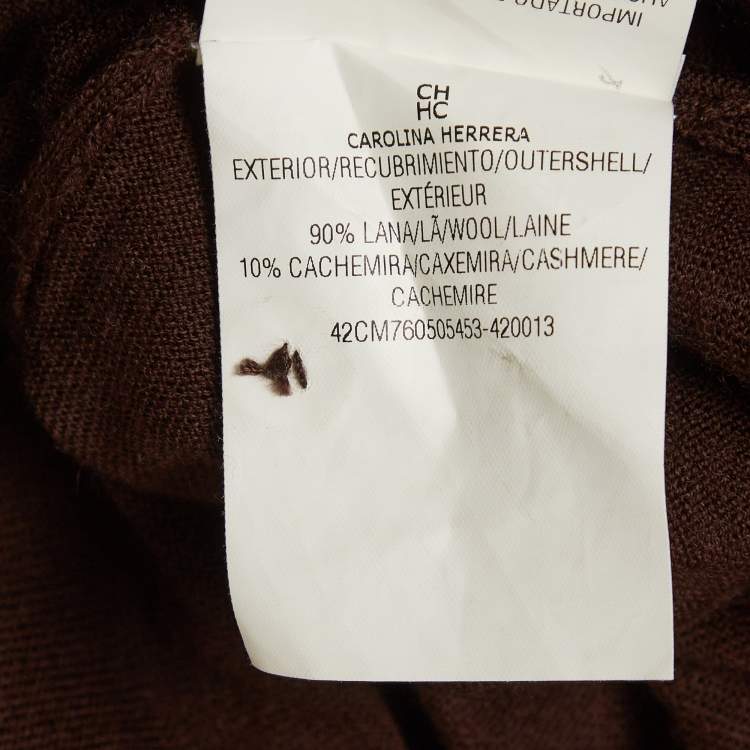 IMPORTADO
CH
HC
CAROLINA HERRERA
EXTERIOR/RECUBRIMIENTO/OUTERSHELL/
EXTÉRIEUR
90% LANA/LÃ/WOOL/LAINE
10% CACHEMIRA/CAXEMIRA/CASHMERE/
CACHEMIRE
42CM760505453-420013